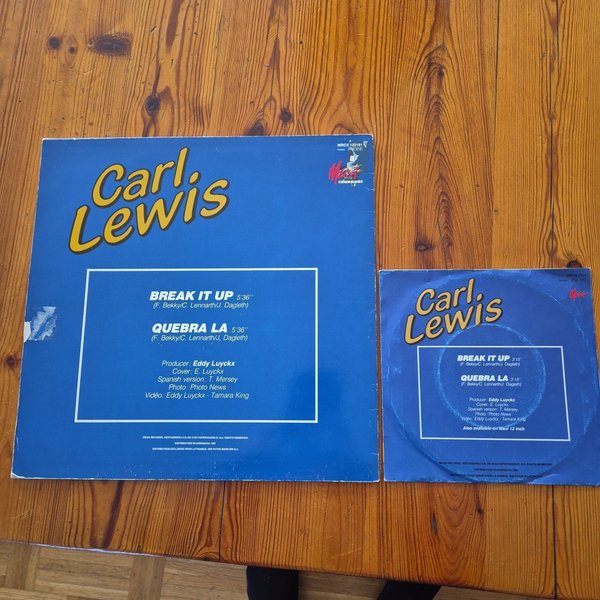 Carl
Lewis
BREAK IT UP 5'36"
(F. Bekky/C. Lennarth/J. Dagleth)
QUEBRA LA 5'36"
(F. Bekky/C. Lennarth/J. Dagleth)
Producer: Eddy Luyckx
Cover: E. Luyckx
Spanish version: T. Mersey
Photo: Photo News
Vidéo: Eddy Luyckx - Tamara King
Carl
Lewis
BREAK IT UP
(F. Bekky/C. Lennarth/J. Dagleth)
QUEBRA LA
(F. Bekky/C. Lennarth/J. Dagleth)
Producer: Eddy Luyckx
Cover: E. Luyckx
Spanish version: T. Mersey
Photo: Photo News
Vidéo: Eddy Luyckx - Tamara King
Also available on Maxi 12 inch